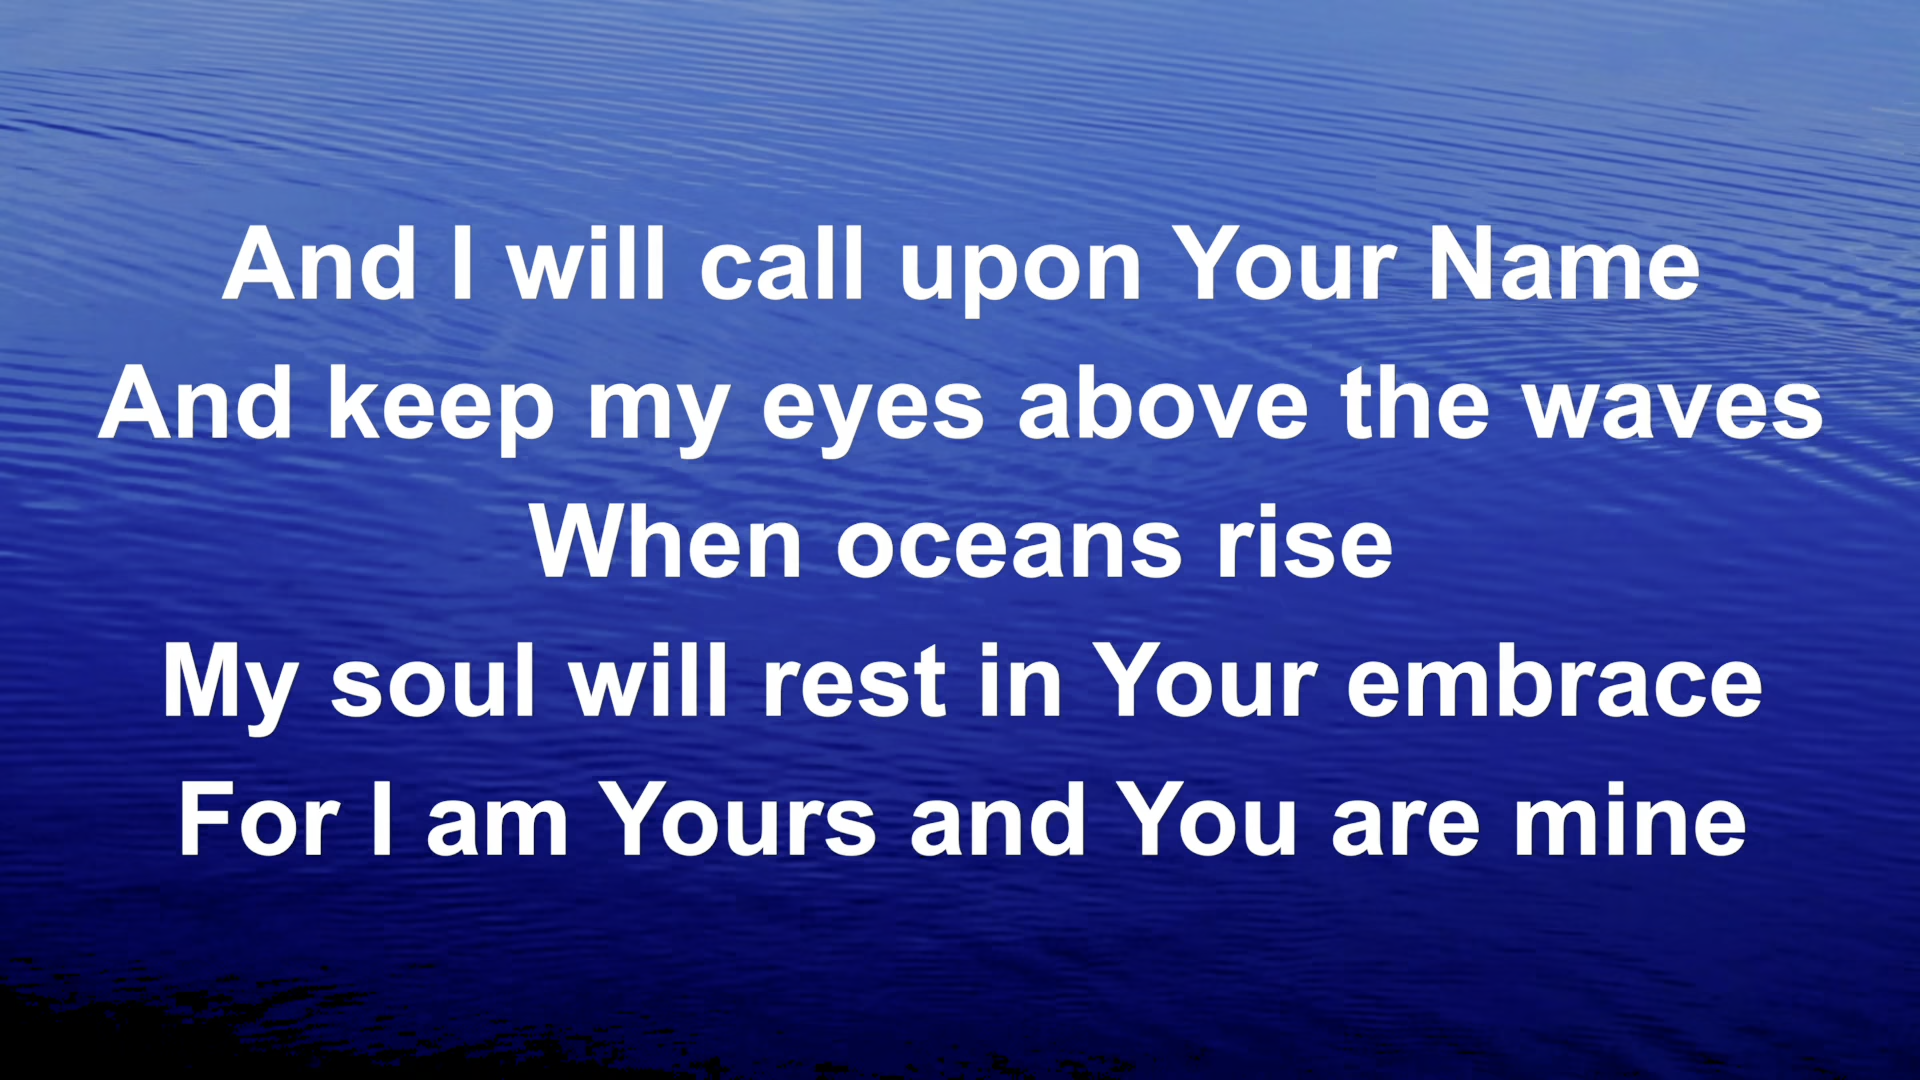 And I will call upon Your Name
And keep my eyes above the waves
When oceans rise
My soul will rest in Your embrace
For I am Yours and You are mine